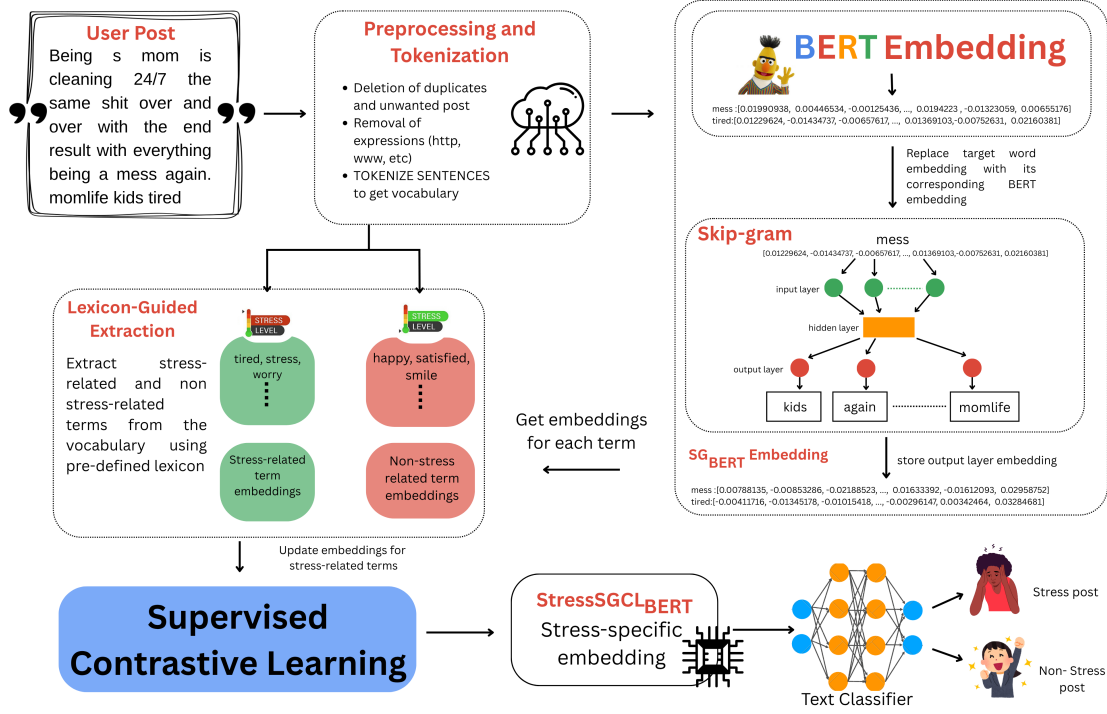 User Post
Being s mom is
cleaning 24/7 the
same shit over and
over with the end
result with everything
being a mess again.
momlife kids tired
Preprocessing and
Tokenization
• Deletion of duplicates
and unwanted post
• Removal of
expressions (http,
www, etc)
• TOKENIZE SENTENCES
to get vocabulary
BERT Embedding
mess :[0.01990938, 0.00446534, -0.00125436, ..., 0.0194223 , -0.01323059, 0.00655176]
tired:[0.01229624, -0.01434737, -0.00657617, ..., 0.01369103,-0.00752631, 0.02160381]
Replace target word
embedding with its
corresponding BERT
embedding
Skip-gram
mess
[0.01229624, -0.01434737, -0.00657617, ..., 0.01369103,-0.00752631, 0.02160381]
input layer
hidden layer
output layer
kids
again
momlife
SGBERT Embedding
store output layer embedding
mess :[0.00788135, -0.00853286, -0.02188523, ..., 0.01633392, -0.01612093, 0.02958752]
tired:[-0.00411716, -0.01345178, -0.01015418, ..., -0.00296147, 0.00342464, 0.03284681]
Get embeddings
for each term
Lexicon-Guided
Extraction
Extract stress-
related and non
stress-related
terms from the
vocabulary using
pre-defined lexicon
STRESS
LEVEL
tired, stress,
worry
Stress-related
term
embeddings
STRESS
LEVEL
happy, satisfied,
smile
Non-stress
related term
embeddings
Update embeddings for
stress-related terms
Supervised
Contrastive Learning
StressSGCLBERT
Stress-specific
embedding
Text Classifier
Stress post
Non- Stress
post